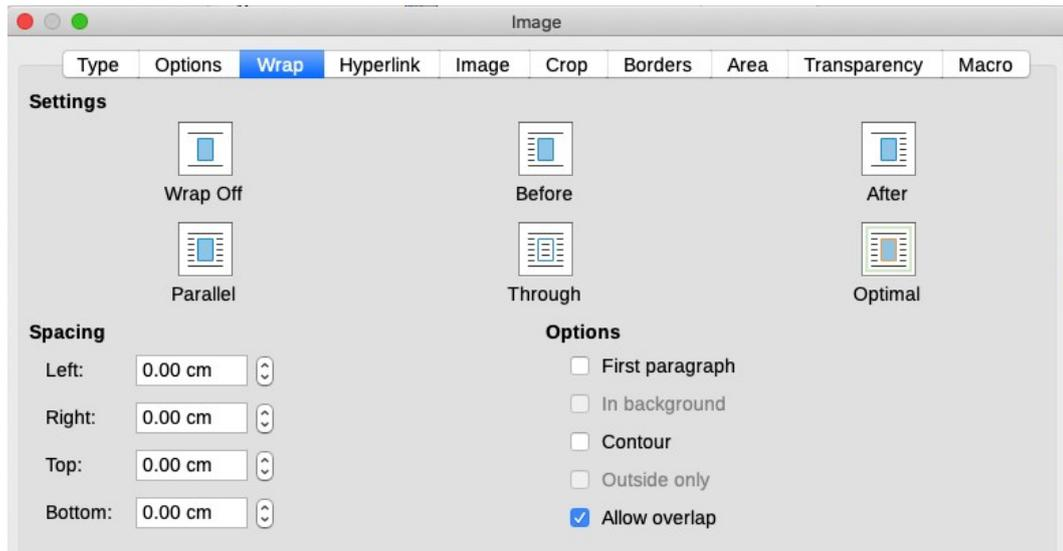 Image
Type Options Wrap Hyperlink Image Crop Borders Area Transparency Macro
Settings
Wrap Off Before After
Parallel Through Optimal
Spacing Options
Left: 0.00 cm First paragraph
Right: 0.00 cm In background
Top: 0.00 cm Contour
Outside only
Bottom: 0.00 cm Allow overlap